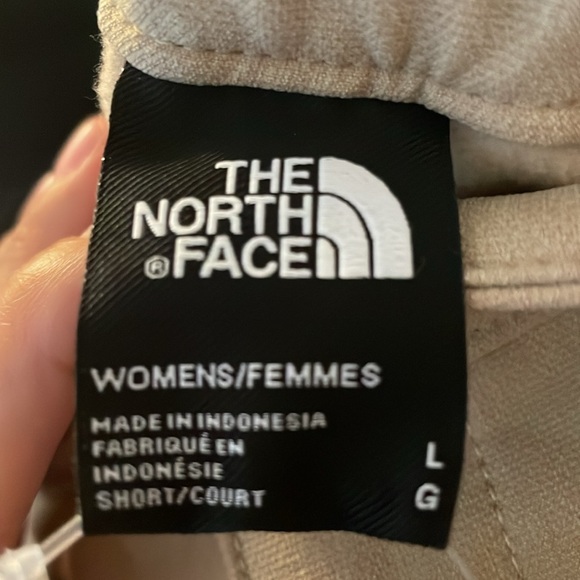 THE
NORTH
® FACE
WOMENS/FEMMES
MADE IN INDONESIA
FABRIQUÉ EN
INDONÉSIE
SHORT/COURT
L
G